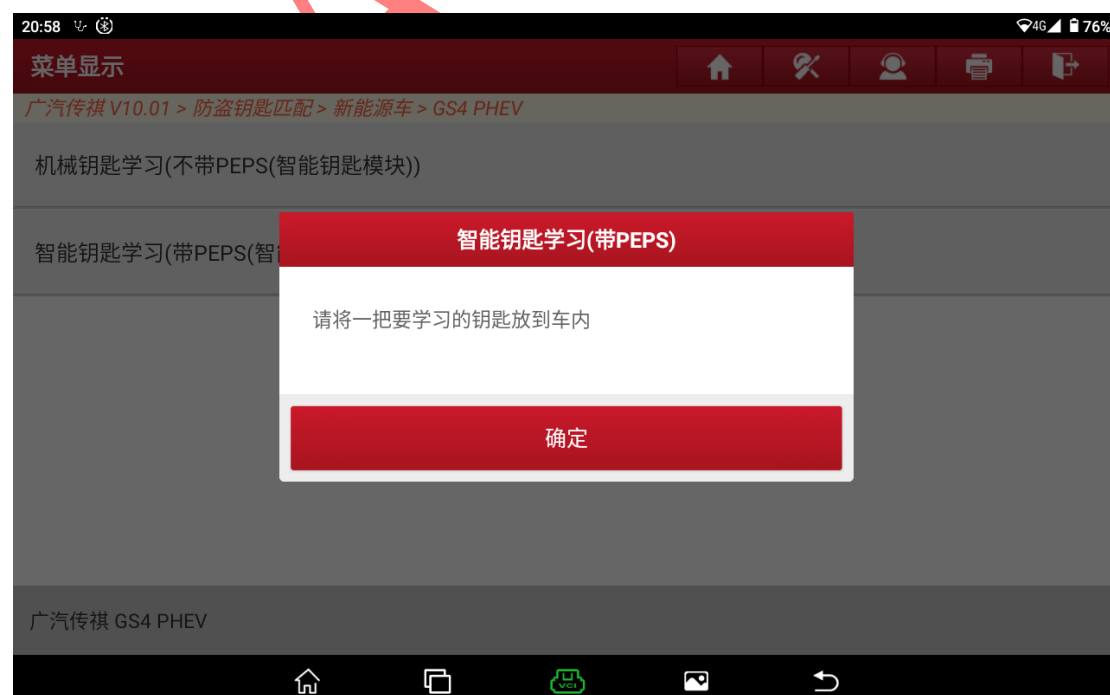 20:58 4G 76%
菜单显示
广汽传祺 V10.01 > 防盗钥匙匹配 > 新能源车 > GS4 PHEV
机械钥匙学习(不带PEPS(智能钥匙模块))
智能钥匙学习(带PEPS(智
智能钥匙学习(带PEPS)
请将一把要学习的钥匙放到车内
确定
广汽传祺 GS4 PHEV
VCI